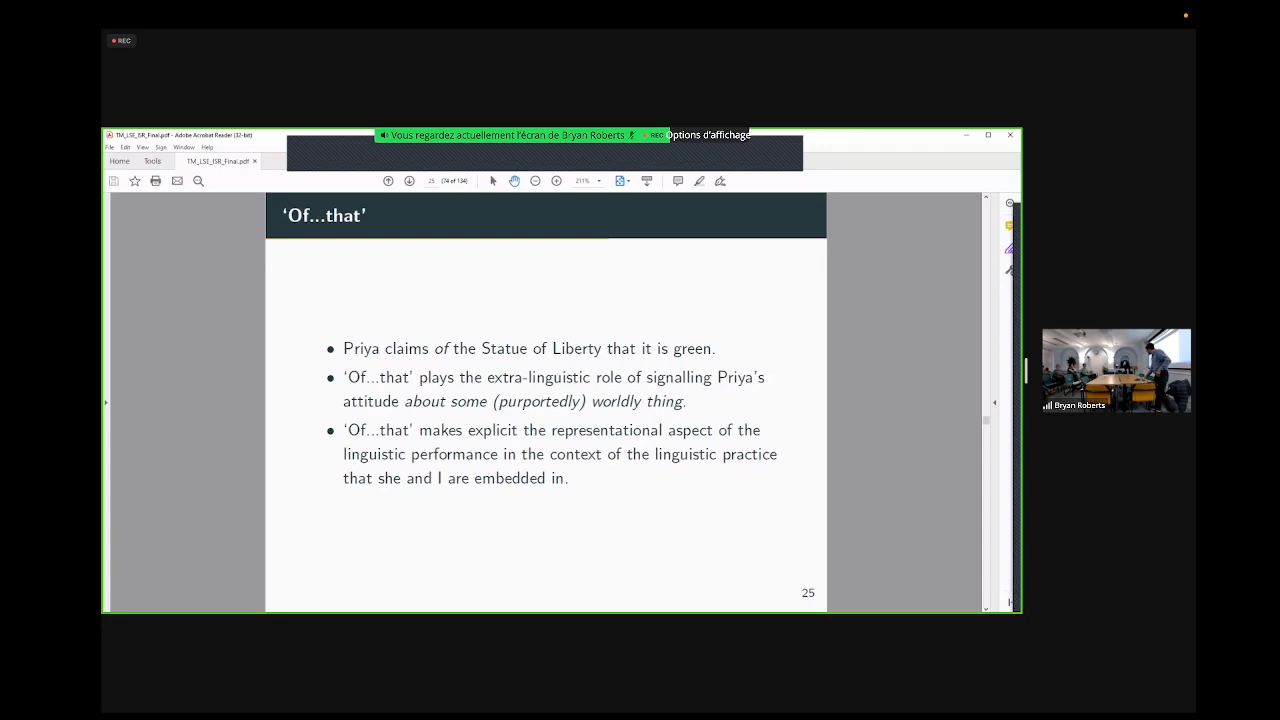 REC
TM_LSE_ISR_Final.pdf - Adobe Acrobat Reader (32-bit)
Vous regardez actuellement l'écran de Bryan Roberts
REC
Options d'affichage
File Edit View Sign Window Help
Home Tools TM_LSE_ISR_Final.pdf ×
25 (74 of 134) 211%
‘Of...that’
• Priya claims of the Statue of Liberty that it is green.
• ‘Of...that’ plays the extra-linguistic role of signalling Priya’s
attitude about some (purportedly) worldly thing.
• ‘Of...that’ makes explicit the representational aspect of the
linguistic performance in the context of the linguistic practice
that she and I are embedded in.
25
Bryan Roberts